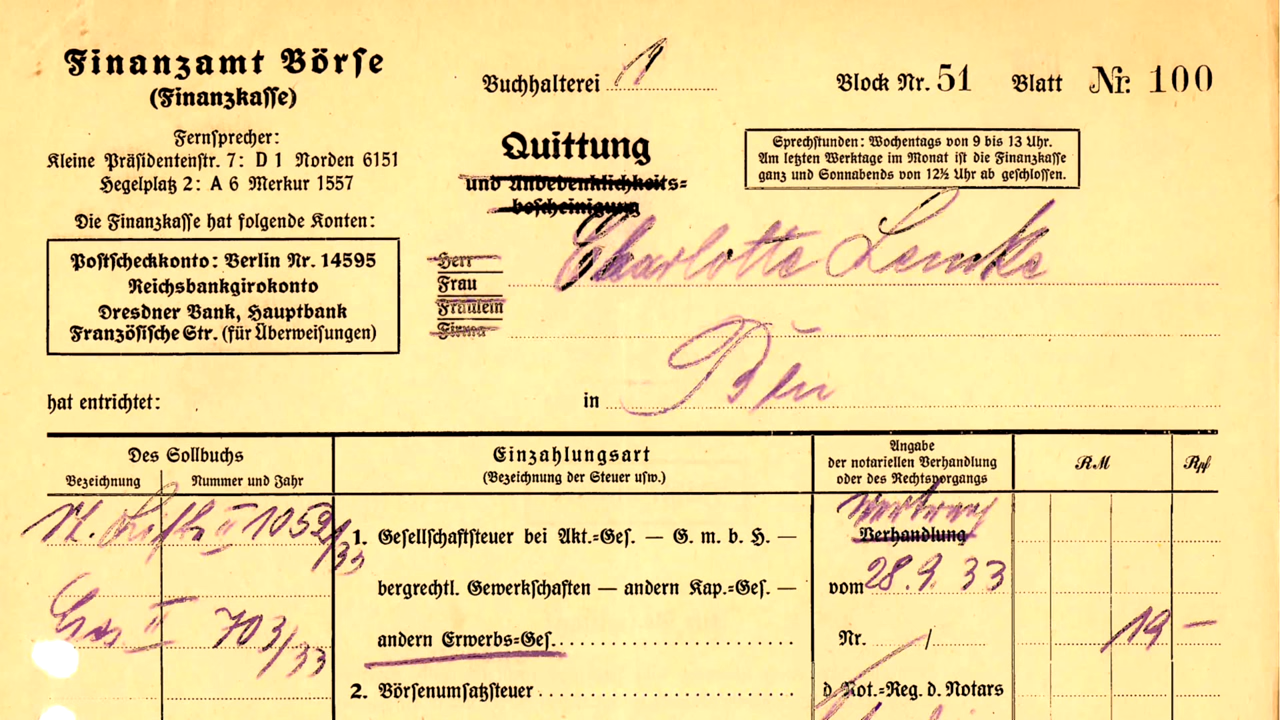 Finanzamt Börse
(Finanzkasse)
Fernsprecher:
Kleine Präsidentenstr. 7: D 1 Norden 6151
Hegelplatz 2: A 6 Merkur 1557
Die Finanzkasse hat folgende Konten:
Postscheckkonto: Berlin Nr. 14595
Reichsbankgirokonto
Dresdner Bank, Hauptbank
Französische Str. (für Überweisungen)
Buchhalterei 1
Block Nr. 51 Blatt Nr. 100
Quittung
und Unbedenklichkeits=
bescheinigung
Sprechstunden: Wochentags von 9 bis 13 Uhr.
Am letzten Werktage im Monat ist die Finanzkasse
ganz und Sonnabends von 12½ Uhr ab geschlossen.
Herr
Frau Charlotte Lemke
Fräulein
Firma
hat entrichtet: in Bln
Des Sollbuchs
Bezeichnung Nummer und Jahr
Einzahlungsart
(Bezeichnung der Steuer usw.)
Angabe
der notariellen Verhandlung
oder des Rechtsvorgangs
RM Rpf
II 1052/33
1. Gesellschaftsteuer bei Akt.=Ges. — G. m. b. H. —
Verhandlung
bergrechtl. Gewerkschaften — andern Kap.=Ges. —
vom 28.9.33
Ges II 703/33
andern Erwerbs=Ges.
Nr. /
19 —
2. Börsenumsatzsteuer
d. Not.=Reg. d. Notars